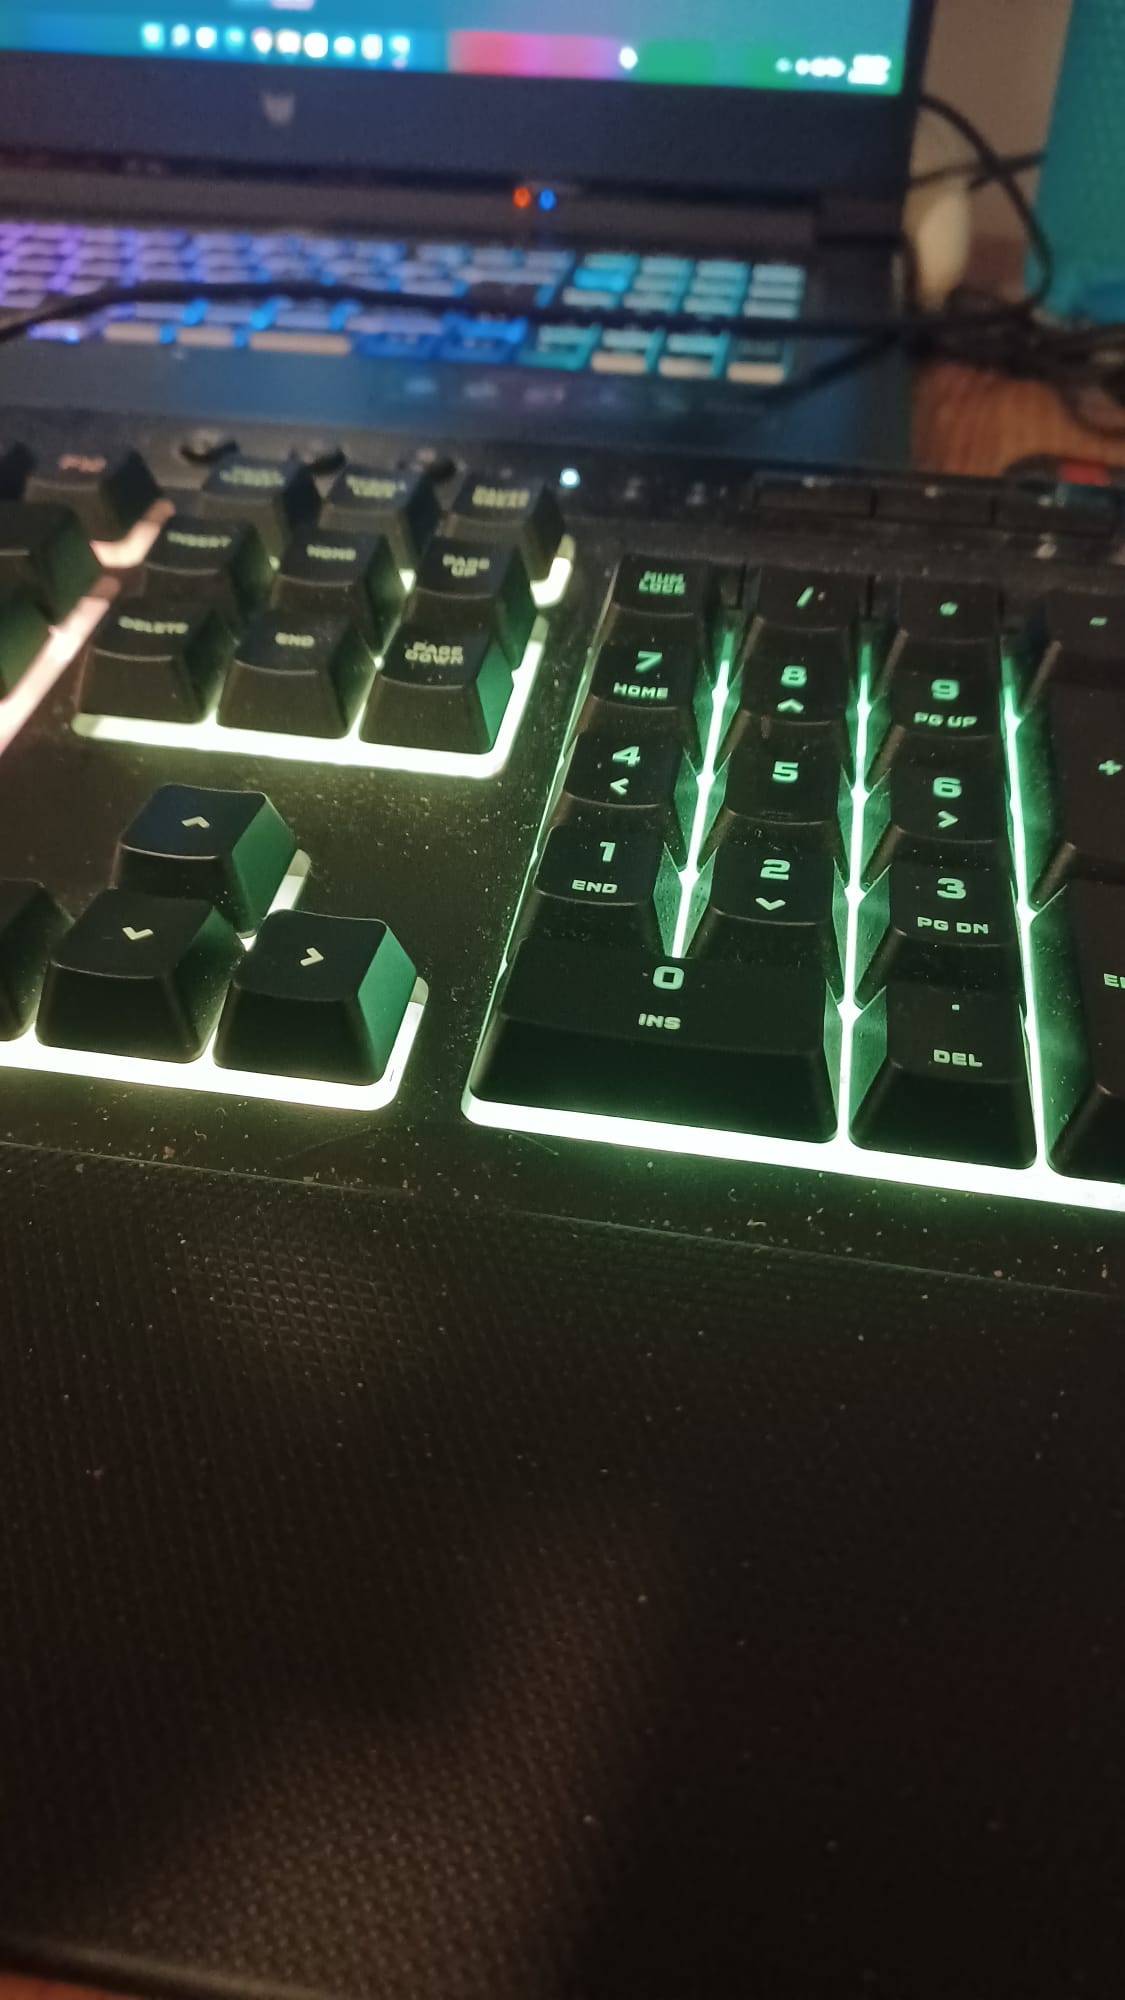 F12
INSERT
HOME
PAGE
UP
DELETE
END
PAGE
DOWN
NUM
LOCK
/
*
-
7
HOME
8
9
PG UP
4
<
5
6
>
+
1
END
2
3
PG DN
0
INS
.
DEL